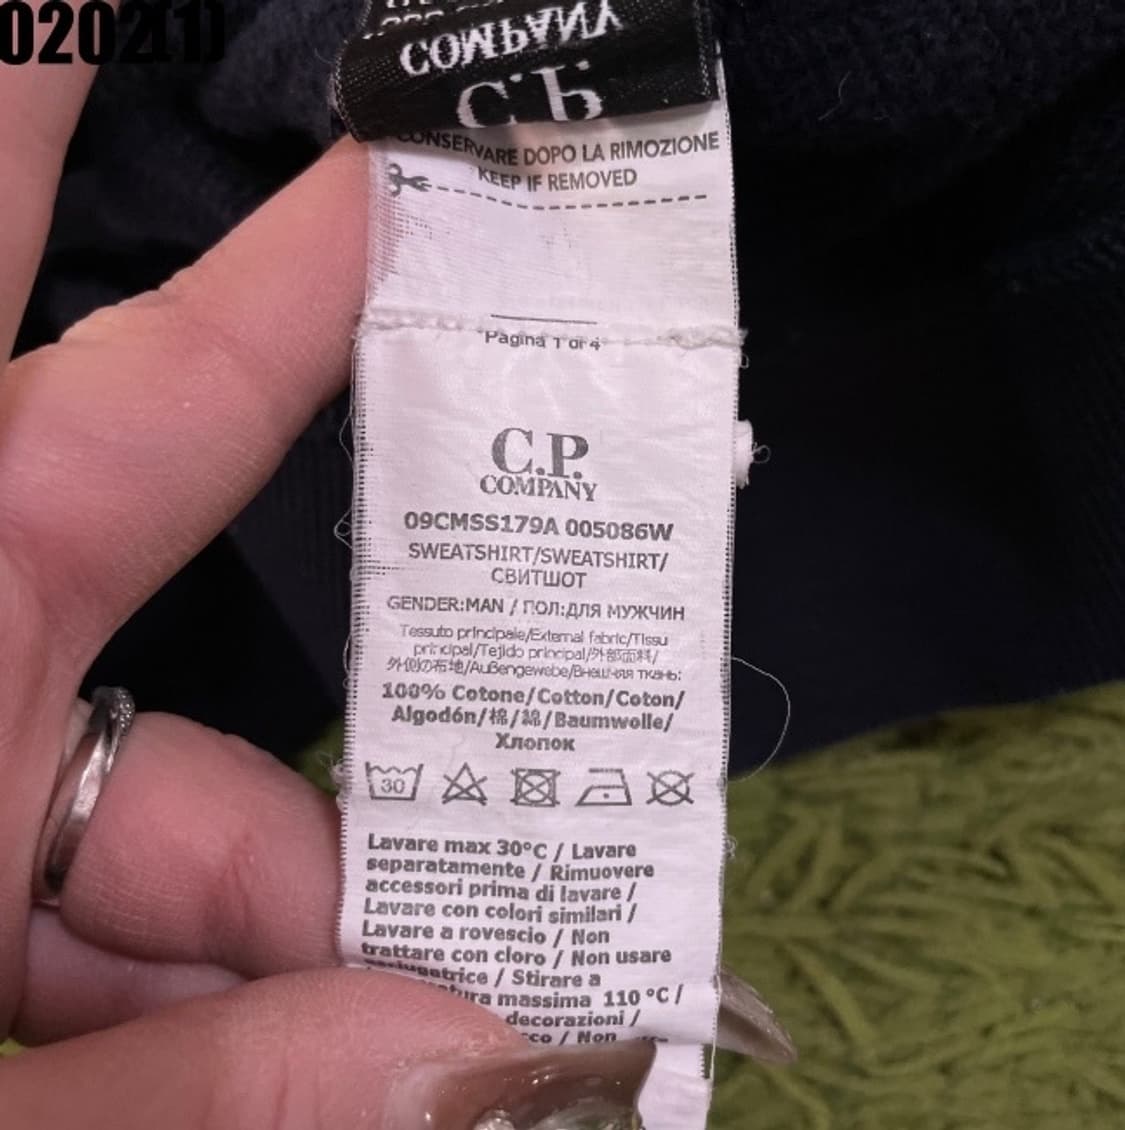 0202(1)
C.P.
COMPANY
CONSERVARE DOPO LA RIMOZIONE
KEEP IF REMOVED
Pagina 1 of 4
C.P.
COMPANY
09CMSS179A 005086W
SWEATSHIRT/SWEATSHIRT/
СВИТШОТ
GENDER:MAN / ПОЛ:ДЛЯ МУЖЧИН
Tessuto principale/External fabric/Tissu
principal/Tejido principal/外部面料/
外側の布地/Außengewebe/Внешняя ткань:
100% Cotone/Cotton/Coton/
Algodón/棉/綿/Baumwolle/
Хлопок
30
Lavare max 30°C / Lavare
separatamente / Rimuovere
accessori prima di lavare /
Lavare con colori similari /
Lavare a rovescio / Non
trattare con cloro / Non usare
/ Stirare a
massima 110 °C /
decorazioni /
/ Non